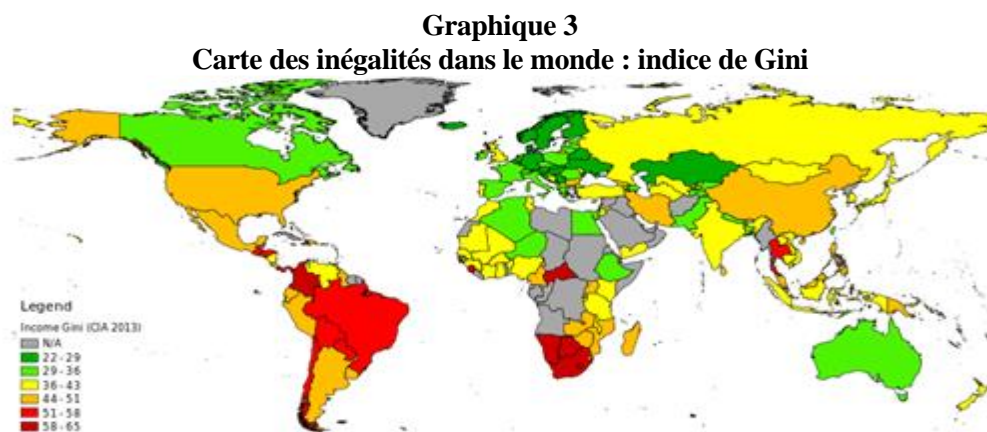 Graphique 3
Carte des inégalités dans le monde : indice de Gini
Legend
Income Gini (CIA 2013)
N/A
22 - 29
29 - 36
36 - 43
44 - 51
51 - 58
58 - 65